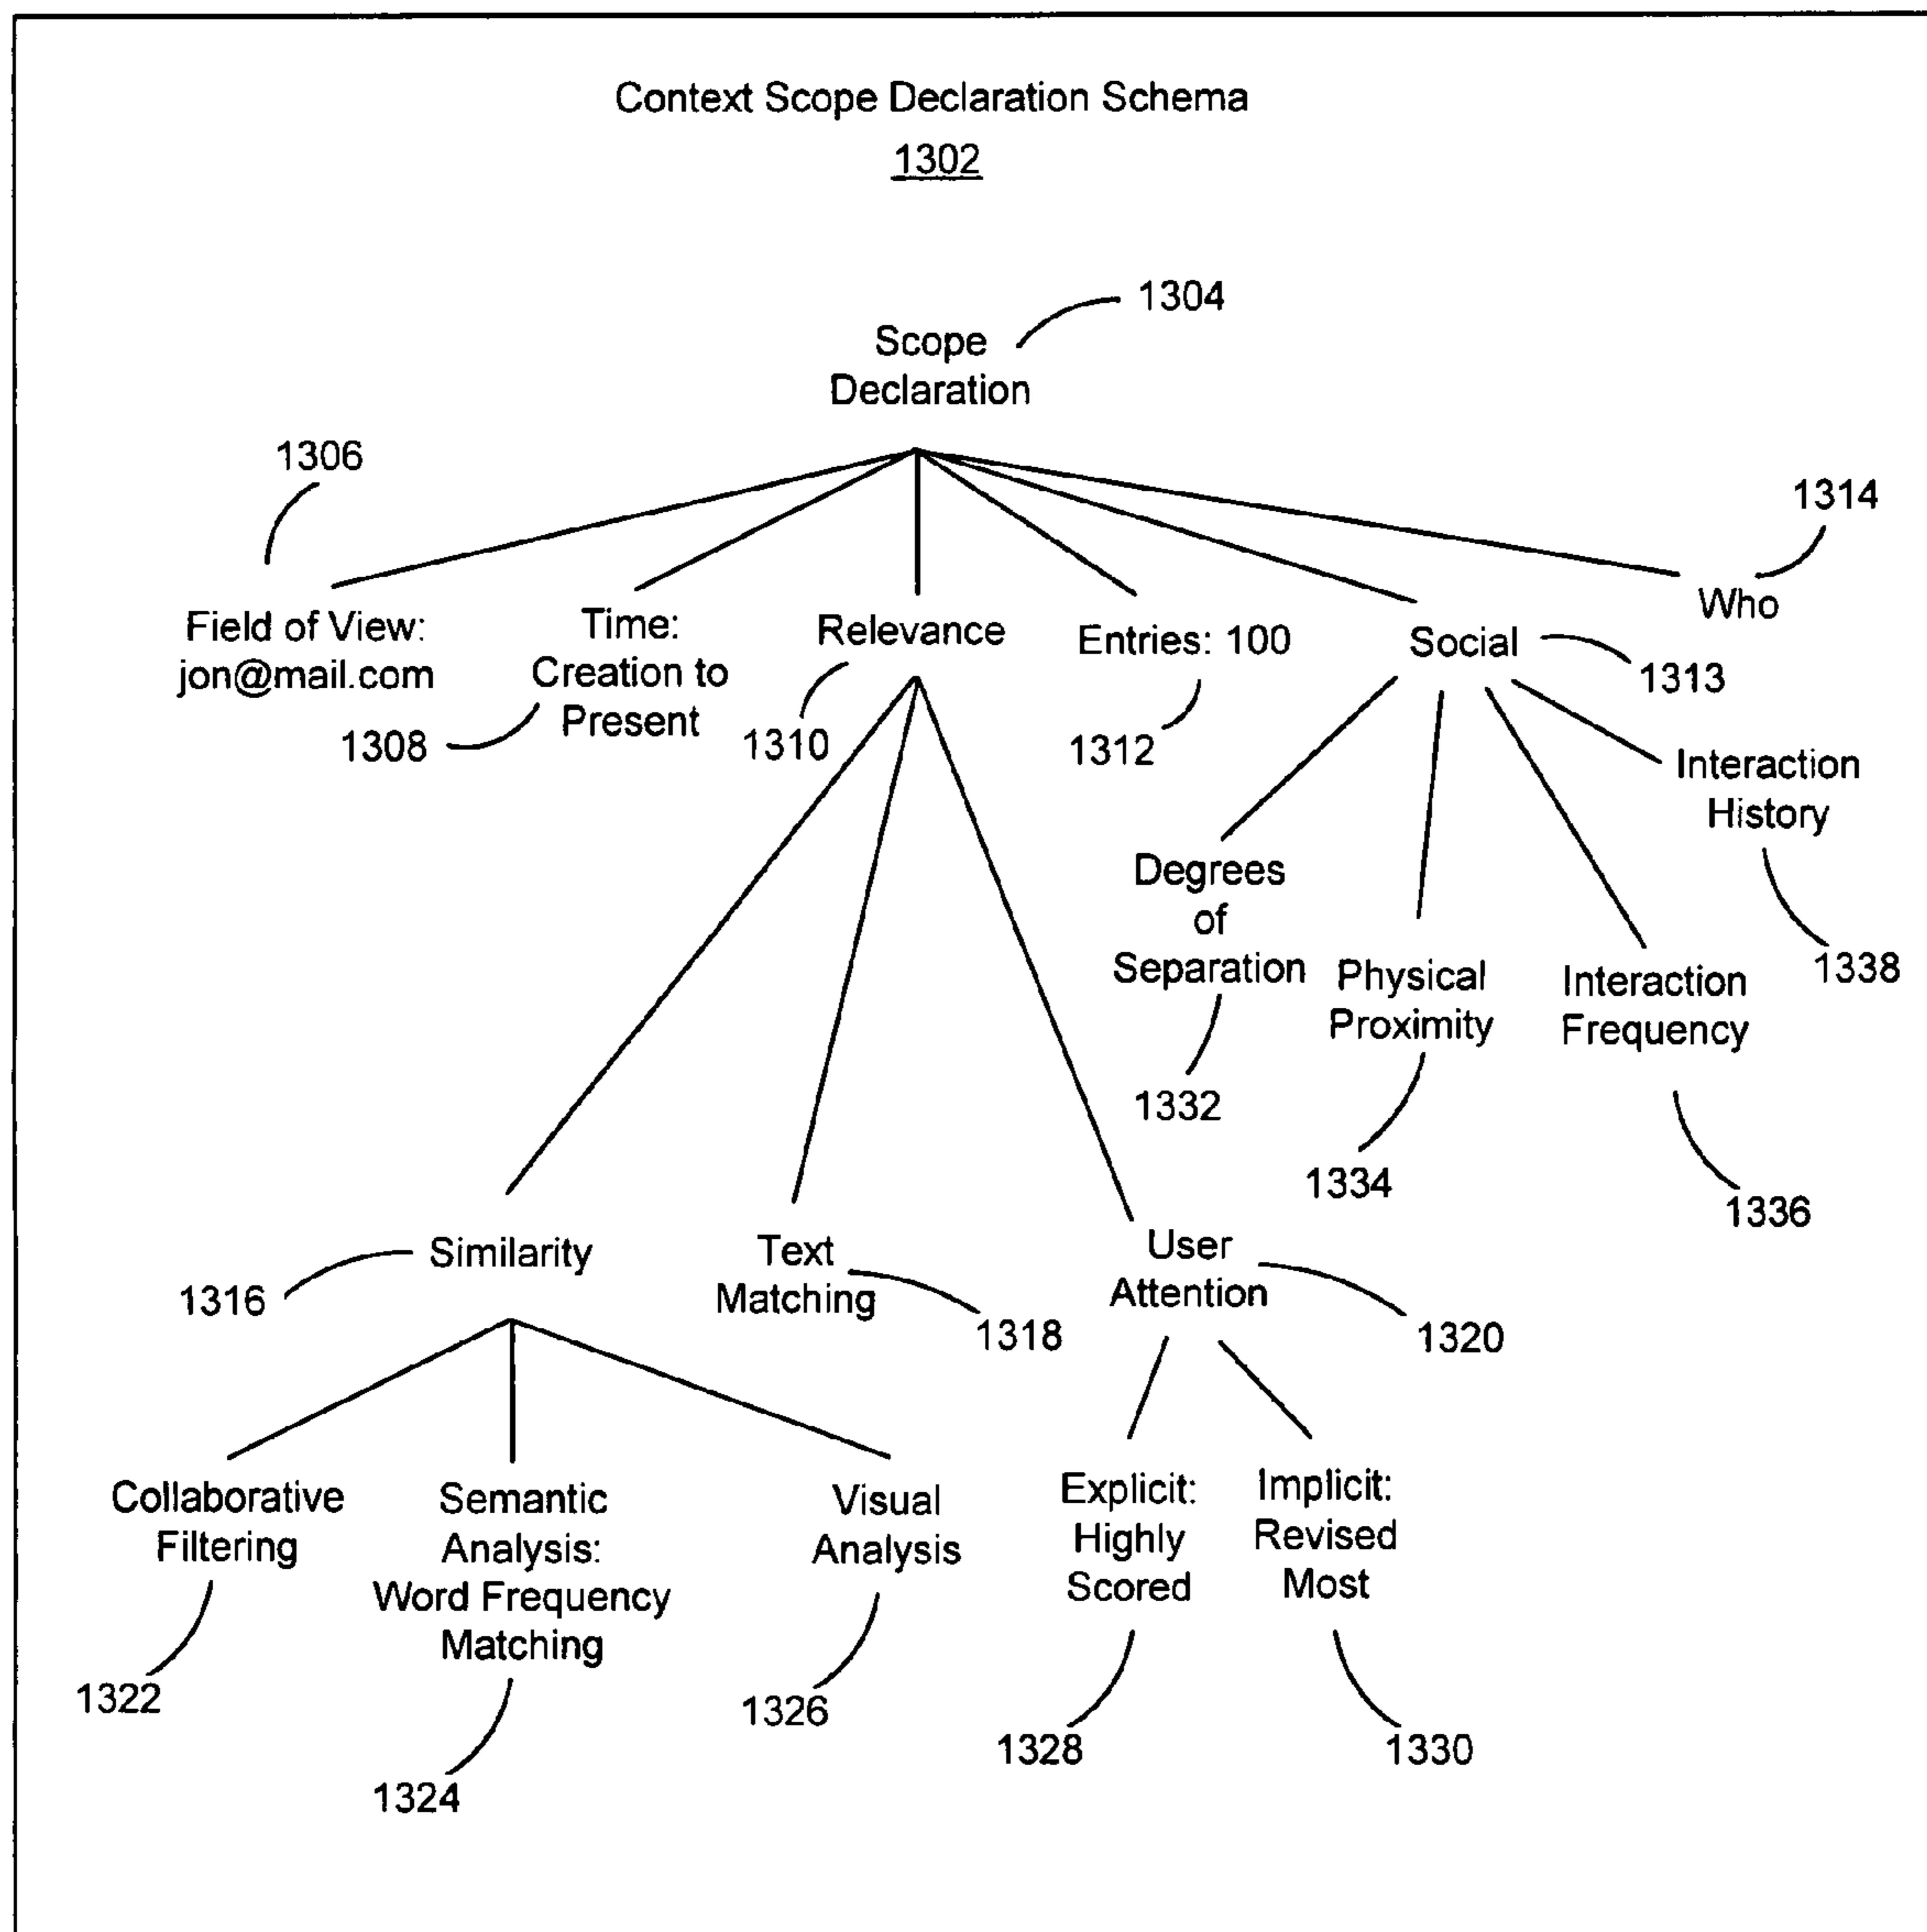 Context Scope Declaration Schema
1302
1304
Scope
Declaration
1306
1314
Field of View:
jon@mail.com
1308
Time:
Creation to
Present
Relevance
1310
Entries: 100
1312
Social
1313
Who
Interaction
History
1338
Degrees
of
Separation
1332
Physical
Proximity
1334
Interaction
Frequency
1336
Similarity
1316
Text
Matching
1318
User
Attention
1320
Collaborative
Filtering
1322
Semantic
Analysis:
Word Frequency
Matching
1324
Visual
Analysis
1326
Explicit:
Highly
Scored
1328
Implicit:
Revised
Most
1330